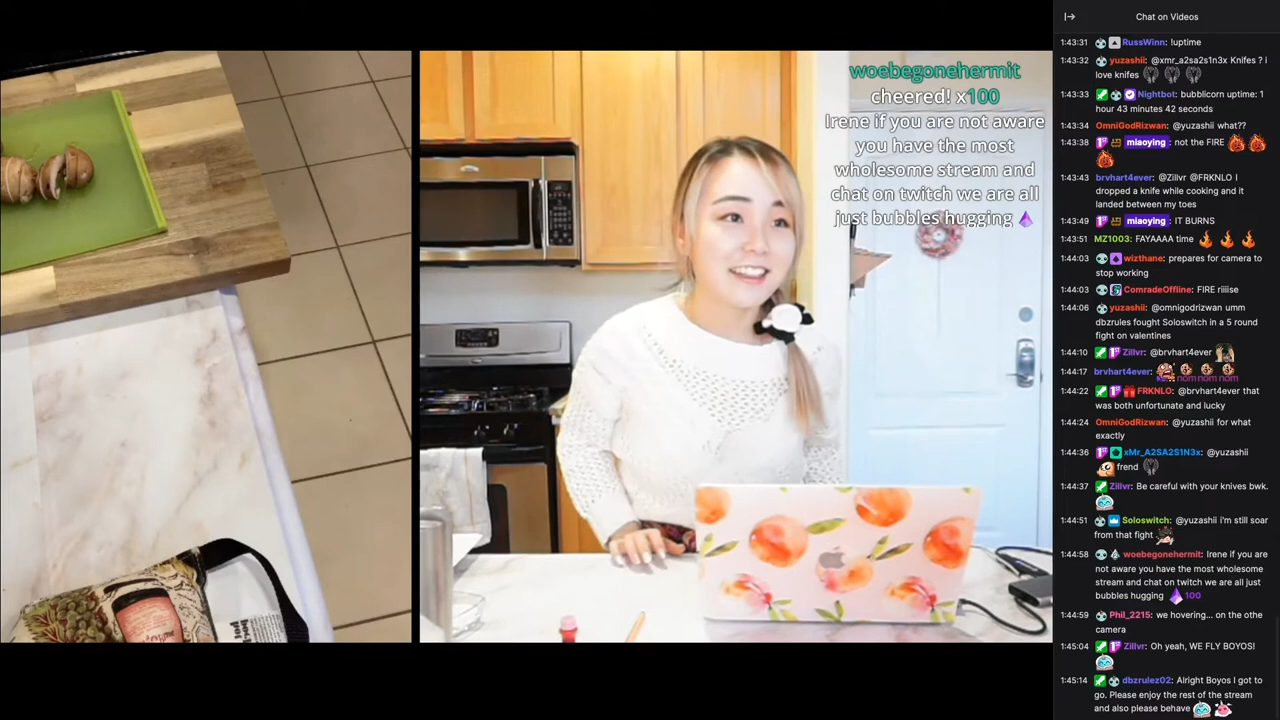 woebegonehermit
cheered! x100
Irene if you are not aware
you have the most
wholesome stream and
chat on twitch we are all
just bubbles hugging
Chat on Videos
1:43:31 RussWinn: !uptime
1:43:32 yuzashii: @xmr_a2sa2s1n3x Knifes ? i
love knifes
1:43:33 Nightbot: bubblicorn uptime: 1
hour 43 minutes 42 seconds
1:43:34 OmniGodRizwan: @yuzashii what??
1:43:38 miaoying: not the FIRE
1:43:43 brvhart4ever: @Zillvr @FRKNLO I
dropped a knife while cooking and it
landed between my toes
1:43:49 miaoying: IT BURNS
1:43:51 MZ1003: FAYAAAA time
1:44:03 wizthane: prepares for camera to
stop working
1:44:03 ComradeOffline: FIRE riiiise
1:44:06 yuzashii: @omnigodrizwan umm
dbzrules fought Soloswitch in a 5 round
fight on valentines
1:44:10 Zillvr: @brvhart4ever
1:44:17 brvhart4ever: nom nom nom
1:44:22 FRKNLO: @brvhart4ever that
was both unfortunate and lucky
1:44:24 OmniGodRizwan: @yuzashii for what
exactly
1:44:36 xMr_A2SA2S1N3x: @yuzashii
frend
1:44:37 Zillvr: Be careful with your knives bwk.
1:44:51 Soloswitch: @yuzashii i'm still soar
from that fight
1:44:58 woebegonehermit: Irene if you are
not aware you have the most wholesome
stream and chat on twitch we are all just
bubbles hugging 100
1:44:59 Phil_2215: we hovering... on the othe
camera
1:45:04 Zillvr: Oh yeah, WE FLY BOYOS!
1:45:14 dbzrulez02: Alright Boyos I got to
go. Please enjoy the rest of the stream
and also please behave